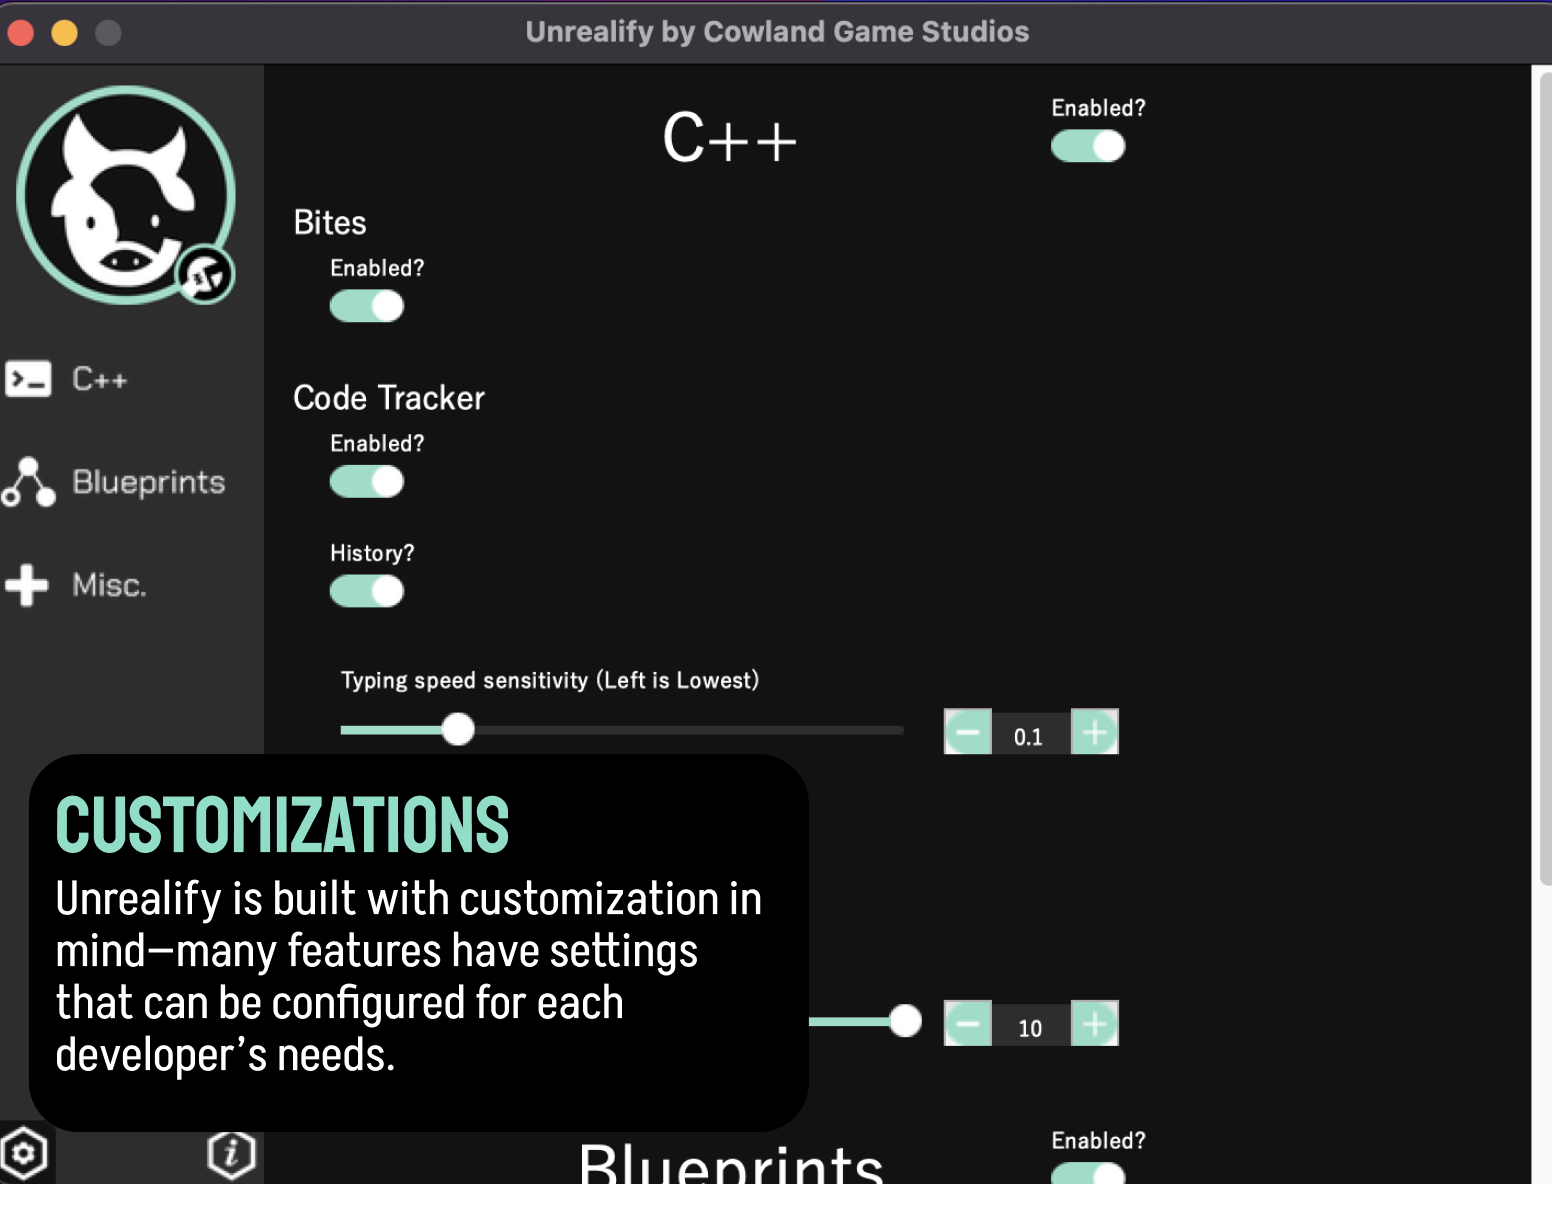 Unrealify by Cowland Game Studios
C++
Enabled?
Bites
Enabled?
C++
Code Tracker
Enabled?
Blueprints
History?
Misc.
Typing speed sensitivity (Left is Lowest)
0.1
CUSTOMIZATIONS
Unrealify is built with customization in
mind—many features have settings
that can be configured for each
developer’s needs.
10
Blueprints
Enabled?